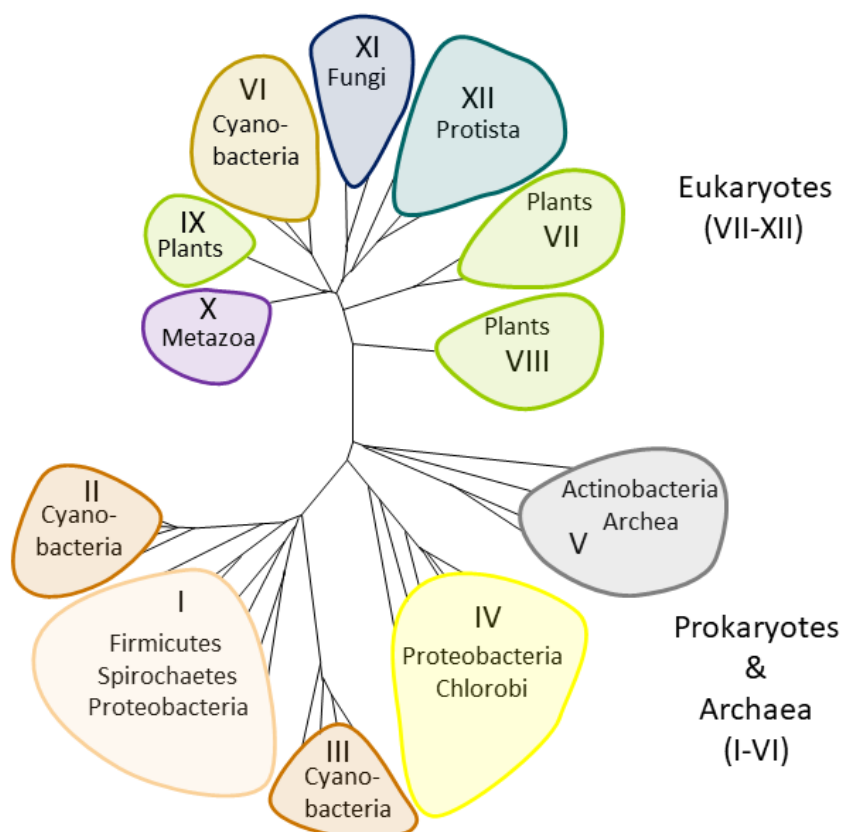 XI
Fungi
VI
Cyano-
bacteria
XII
Protista
IX
Plants
Plants
VII
Eukaryotes
(VII-XII)
X
Metazoa
Plants
VIII
II
Cyano-
bacteria
Actinobacteria
Archea
V
I
Firmicutes
Spirochaetes
Proteobacteria
IV
Proteobacteria
Chlorobi
Prokaryotes
&
Archaea
(I-VI)
III
Cyano-
bacteria